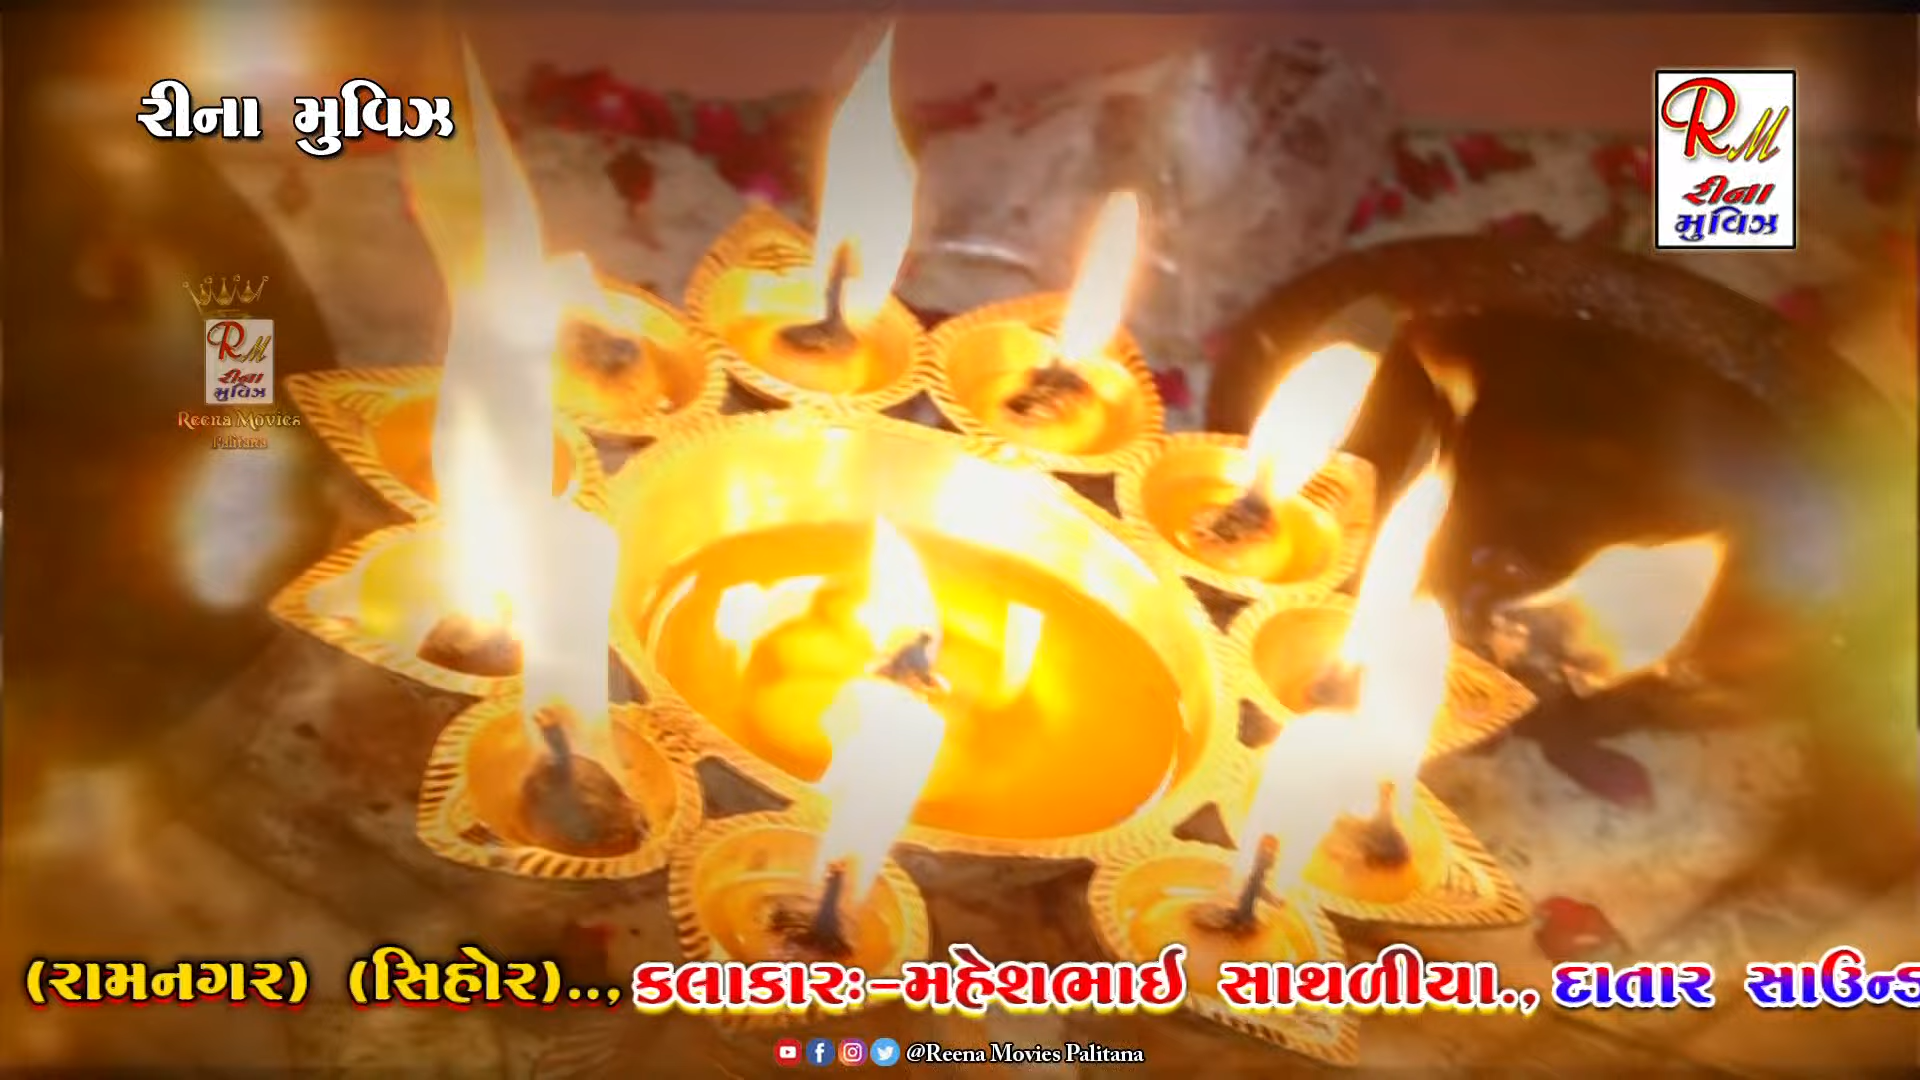 રીના મુવિઝ
RM
રીના
મુવિઝ
RM
રીના
મુવિઝ
Reena Movies
Palitana
(રામનગર) (સિહોર)..,કલાકારઃ-મહેશભાઈ સાથળીયા.,દાતાર સાઉન્ડ
@Reena Movies Palitana